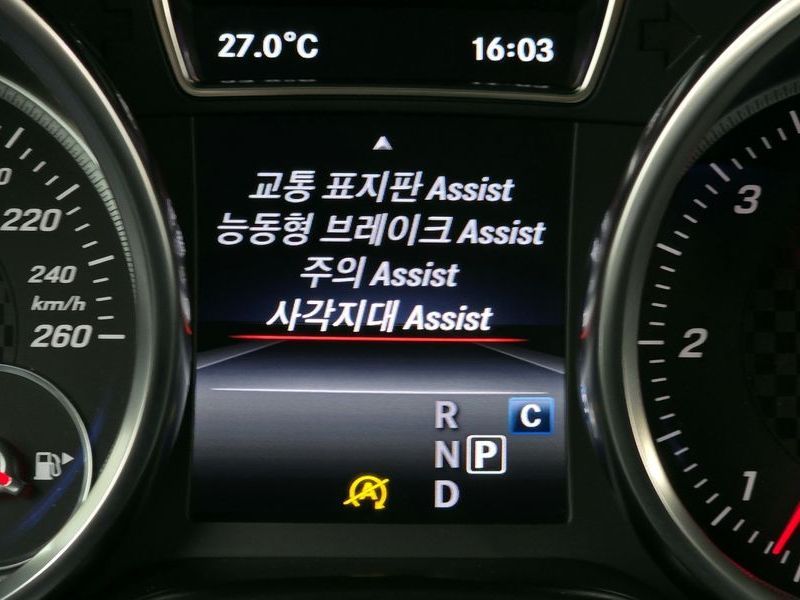 27.0°C 16:03
교통 표지판 Assist
능동형 브레이크 Assist
주의 Assist
사각지대 Assist
220
240
km/h
260
3
2
1
R
C
N P
A
D